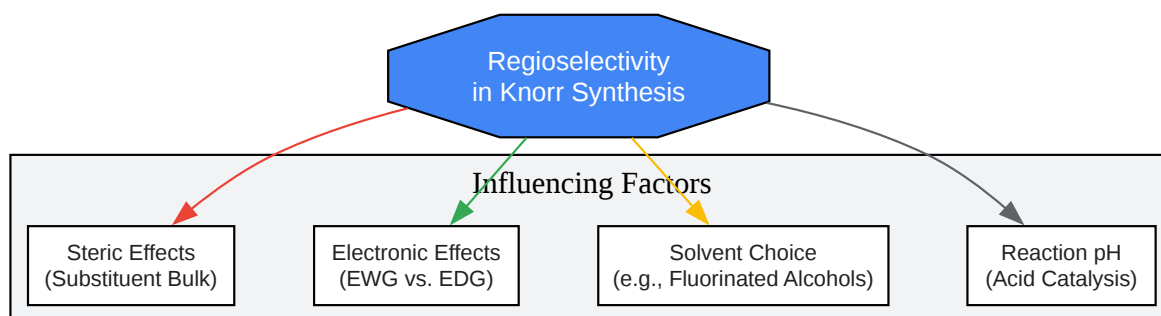 Regioselectivity
in Knorr Synthesis
Influencing Factors
Steric Effects
(Substituent Bulk)
Electronic Effects
(EWG vs. EDG)
Solvent Choice
(e.g., Fluorinated Alcohols)
Reaction pH
(Acid Catalysis)